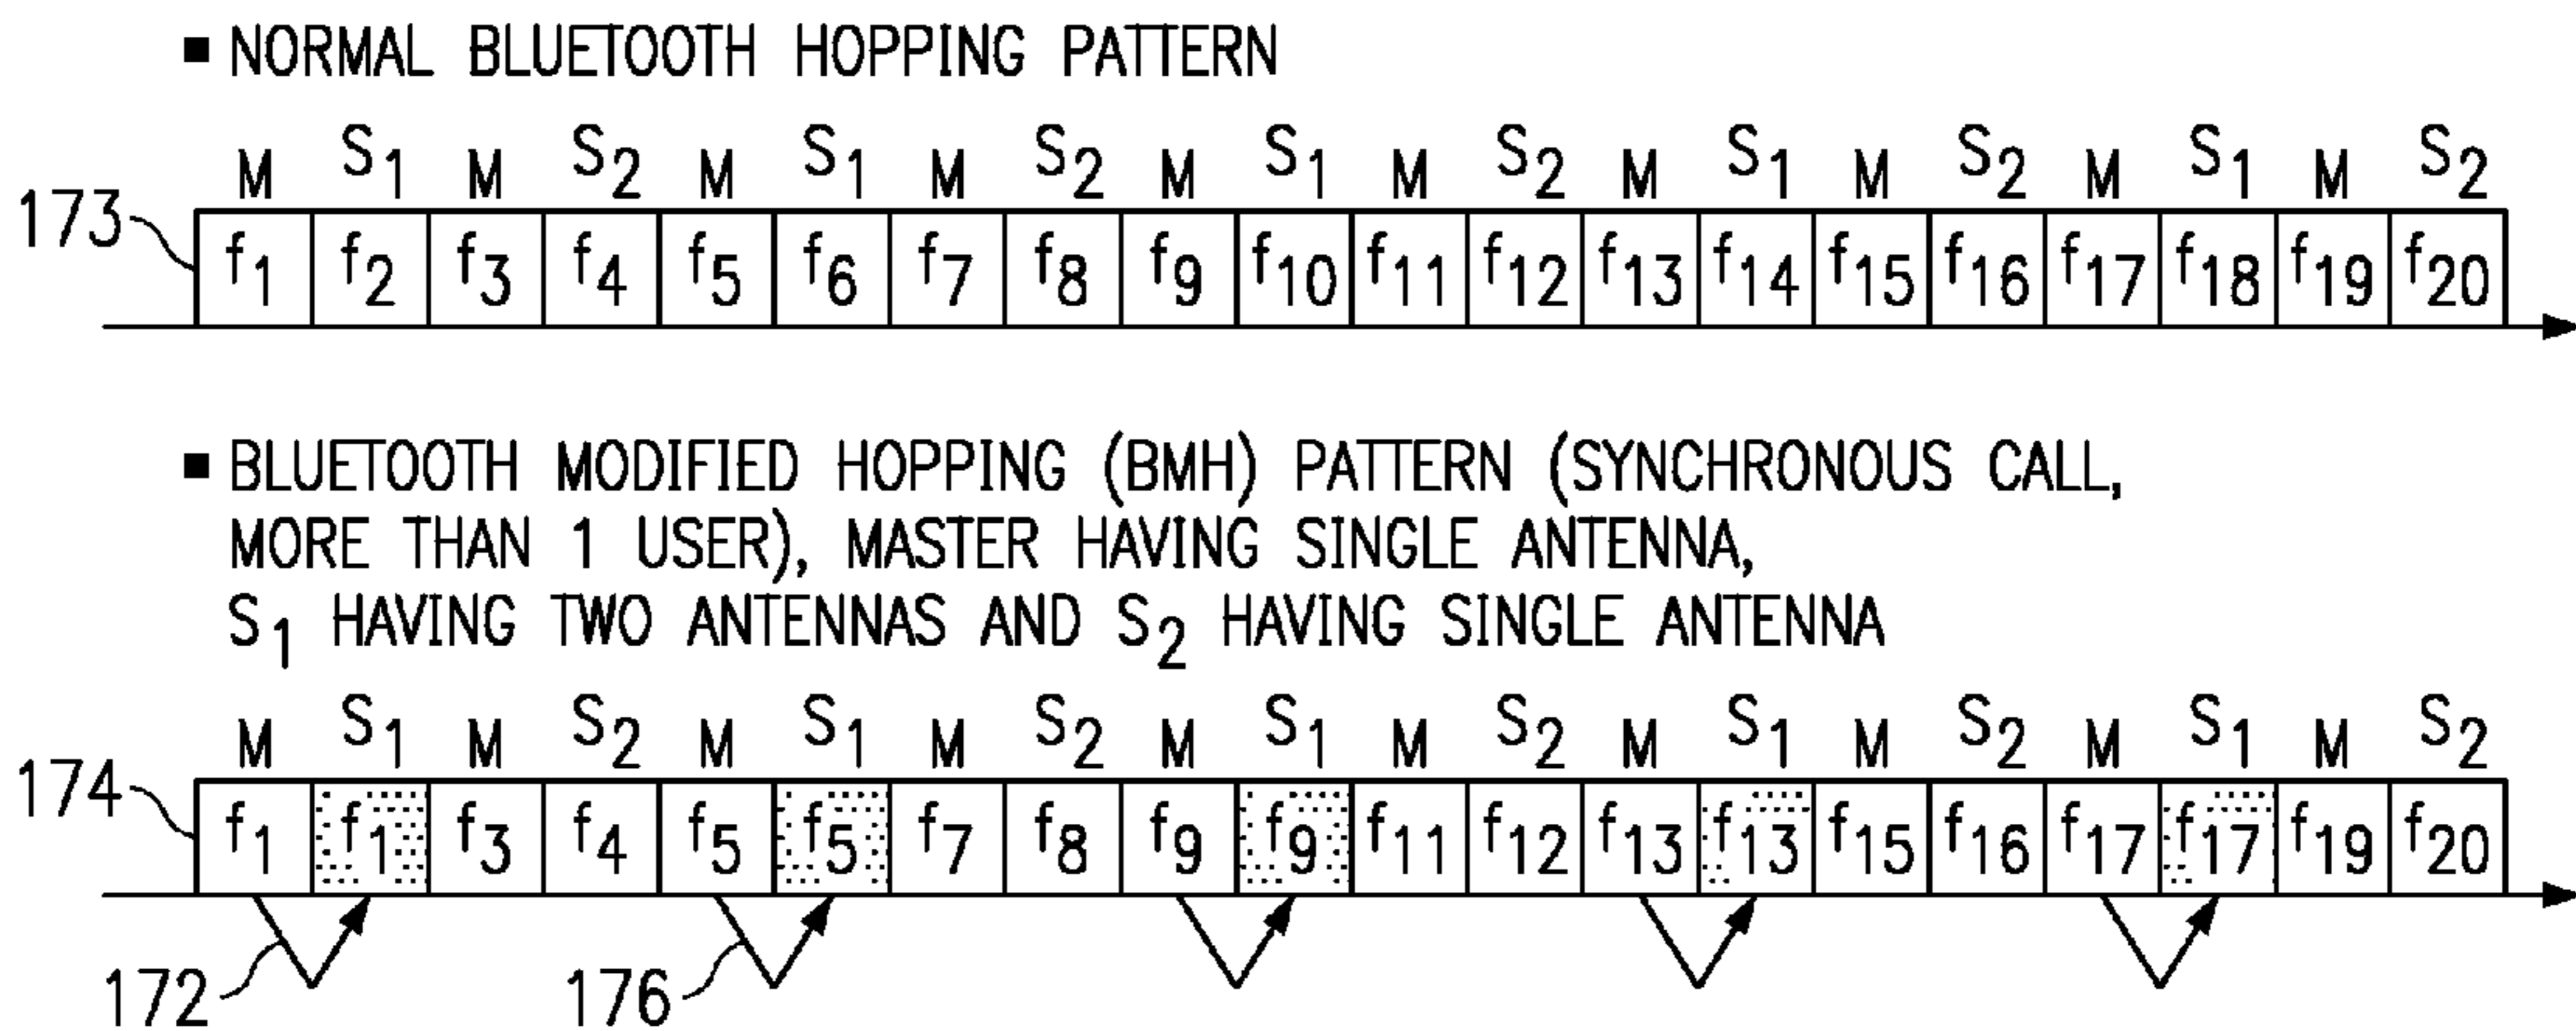 ■ NORMAL BLUETOOTH HOPPING PATTERN
M S1 M S2 M S1 M S2 M S1 M S2 M S1 M S2 M S1 M S2
173
f1 f2 f3 f4 f5 f6 f7 f8 f9 f10 f11 f12 f13 f14 f15 f16 f17 f18 f19 f20
■ BLUETOOTH MODIFIED HOPPING (BMH) PATTERN (SYNCHRONOUS CALL,
MORE THAN 1 USER), MASTER HAVING SINGLE ANTENNA,
S1 HAVING TWO ANTENNAS AND S2 HAVING SINGLE ANTENNA
M S1 M S2 M S1 M S2 M S1 M S2 M S1 M S2 M S1 M S2
174
f1 f1 f3 f4 f5 f5 f7 f8 f9 f9 f11 f12 f13 f13 f15 f16 f17 f17 f19 f20
172 176